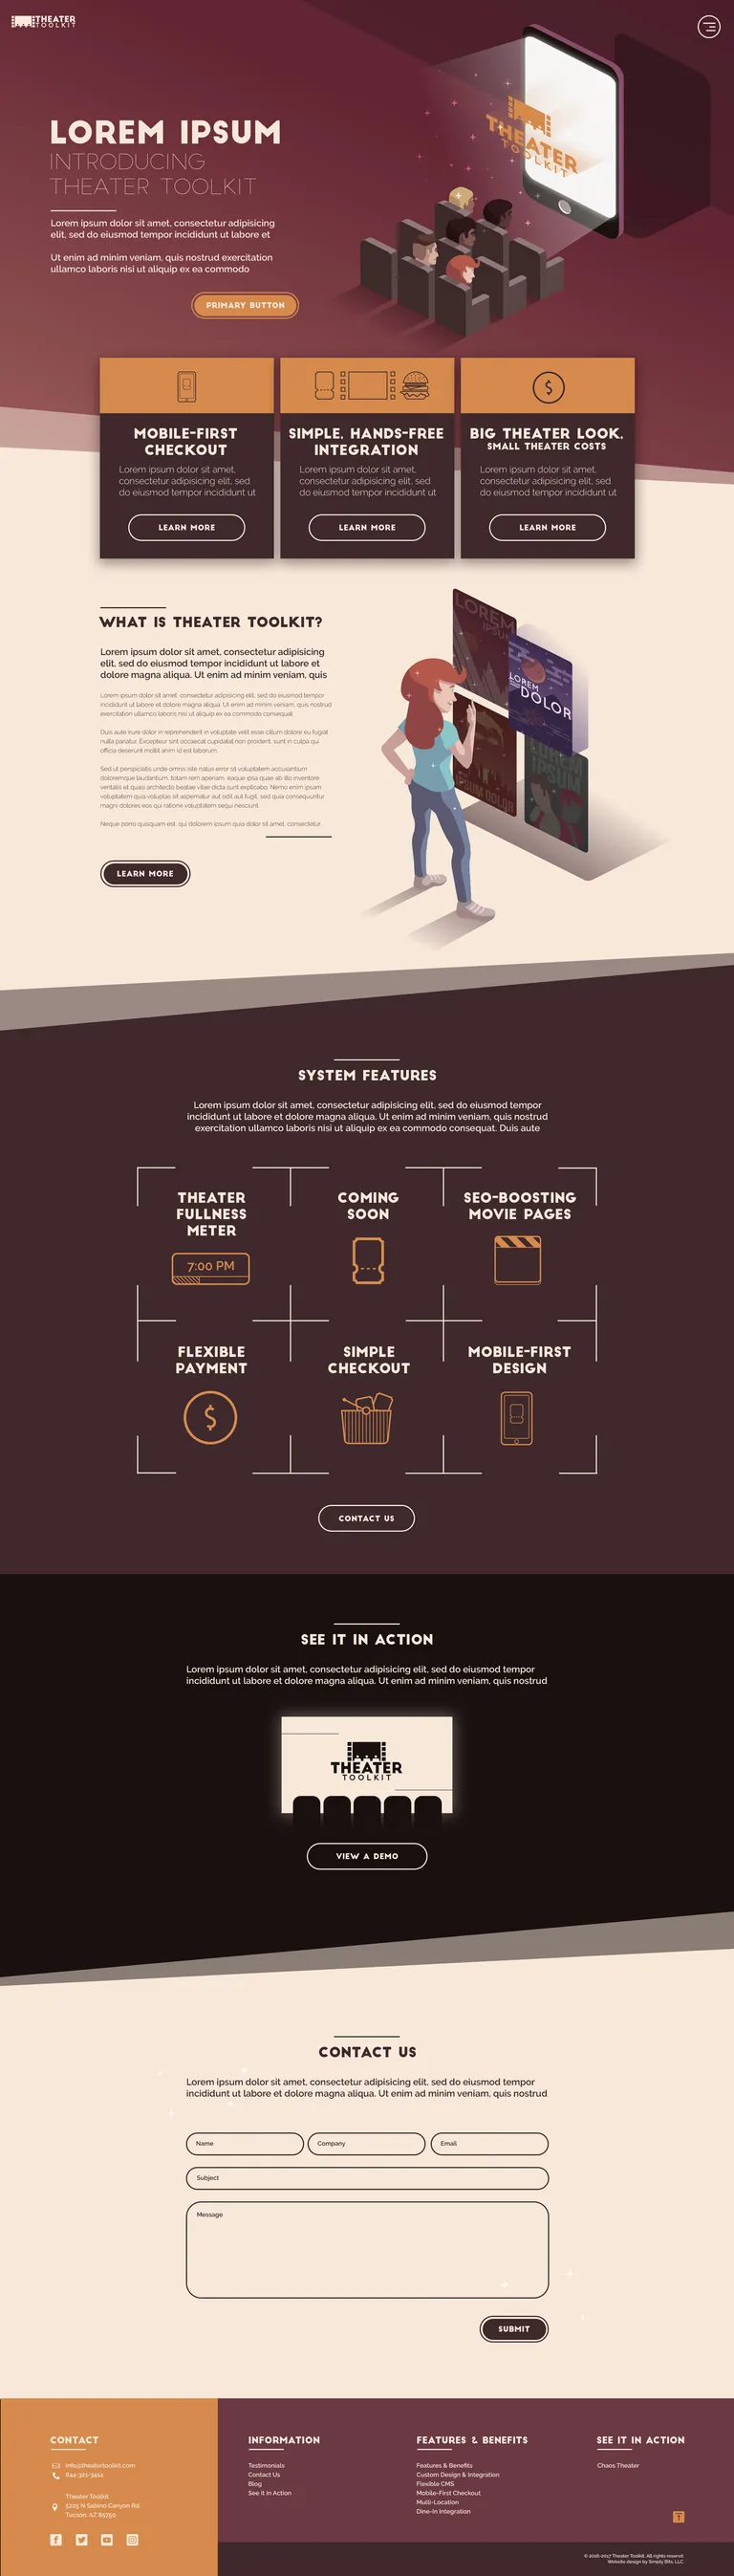 THEATER
TOOLKIT
THEATER
TOOLKIT
LOREM IPSUM
INTRODUCING
THEATER TOOLKIT
Lorem ipsum dolor sit amet, consectetur adipisicing
elit, sed do eiusmod tempor incididunt ut labore et
Ut enim ad minim veniam, quis nostrud exercitation
ullamco laboris nisi ut aliquip ex ea commodo
PRIMARY BUTTON
MOBILE-FIRST
CHECKOUT
Lorem ipsum dolor sit amet,
consectetur adipisicing elit, sed
do eiusmod tempor incididunt ut
LEARN MORE
SIMPLE, HANDS-FREE
INTEGRATION
Lorem ipsum dolor sit amet,
consectetur adipisicing elit, sed
do eiusmod tempor incididunt ut
LEARN MORE
$
BIG THEATER LOOK,
SMALL THEATER COSTS
Lorem ipsum dolor sit amet,
consectetur adipisicing elit, sed
do eiusmod tempor incididunt ut
LEARN MORE
WHAT IS THEATER TOOLKIT?
Lorem ipsum dolor sit amet, consectetur adipisicing
elit, sed do eiusmod tempor incididunt ut labore et
dolore magna aliqua. Ut enim ad minim veniam, quis
Lorem ipsum dolor sit amet, consectetur adipisicing elit, sed do eiusmod tempor
incididunt ut labore et dolore magna aliqua. Ut enim ad minim veniam, quis nostrud
exercitation ullamco laboris nisi ut aliquip ex ea commodo consequat.
Duis aute irure dolor in reprehenderit in voluptate velit esse cillum dolore eu fugiat
nulla pariatur. Excepteur sint occaecat cupidatat non proident, sunt in culpa qui
officia deserunt mollit anim id est laborum.
Sed ut perspiciatis unde omnis iste natus error sit voluptatem accusantium
doloremque laudantium, totam rem aperiam, eaque ipsa quae ab illo inventore
veritatis et quasi architecto beatae vitae dicta sunt explicabo. Nemo enim ipsam
voluptatem quia voluptas sit aspernatur aut odit aut fugit, sed quia consequuntur
magni dolores eos qui ratione voluptatem sequi nesciunt.
Neque porro quisquam est, qui dolorem ipsum quia dolor sit amet, consectetur,
LEARN MORE
LOREM
IPSUM
LOREM
DOLOR
IPSUM DOLOR
IPSUM
SYSTEM FEATURES
Lorem ipsum dolor sit amet, consectetur adipisicing elit, sed do eiusmod tempor
incididunt ut labore et dolore magna aliqua. Ut enim ad minim veniam, quis nostrud
exercitation ullamco laboris nisi ut aliquip ex ea commodo consequat. Duis aute
THEATER
FULLNESS
METER
7:00 PM
COMING
SOON
SEO-BOOSTING
MOVIE PAGES
FLEXIBLE
PAYMENT
$
SIMPLE
CHECKOUT
MOBILE-FIRST
DESIGN
CONTACT US
SEE IT IN ACTION
Lorem ipsum dolor sit amet, consectetur adipisicing elit, sed do eiusmod tempor
incididunt ut labore et dolore magna aliqua. Ut enim ad minim veniam, quis nostrud
THEATER
TOOLKIT
VIEW A DEMO
CONTACT US
Lorem ipsum dolor sit amet, consectetur adipisicing elit, sed do eiusmod tempor
incididunt ut labore et dolore magna aliqua. Ut enim ad minim veniam, quis nostrud
Name
Company
Email
Subject
Message
SUBMIT
CONTACT
info@theatertoolkit.com
844-321-3414
Theater Toolkit
5225 N Sabino Canyon Rd.
Tucson, AZ 85750
INFORMATION
Testimonials
Contact Us
Blog
See It In Action
FEATURES & BENEFITS
Features & Benefits
Custom Design & Integration
Flexible CMS
Mobile-First Checkout
Multi-Location
Dine-In Integration
SEE IT IN ACTION
Chaos Theater
© 2016-2017 Theater Toolkit. All rights reserved.
Website design by Simply Bits, LLC